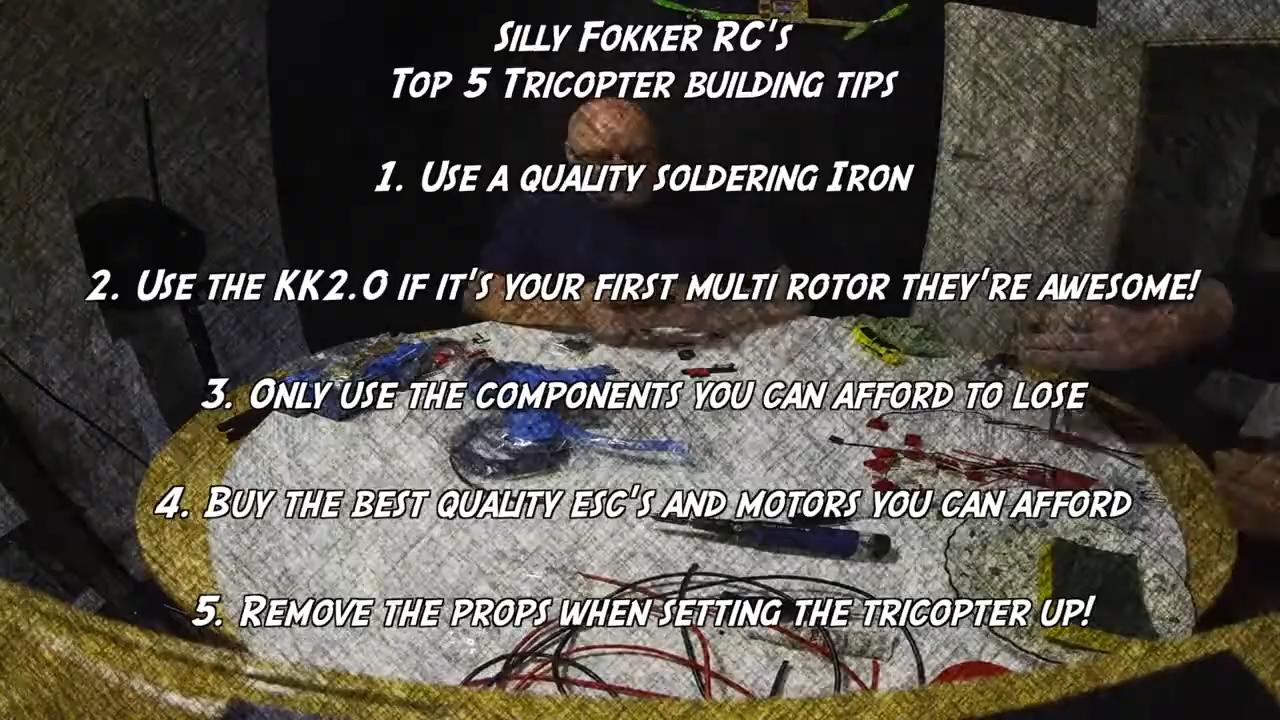 Silly Fokker RC's
Top 5 Tricopter building tips
1. Use a quality soldering Iron
2. Use the KK2.0 if it's your first multi rotor they're awesome!
3. Only use the components you can afford to lose
4. Buy the best quality esc's and motors you can afford
5. Remove the props when setting the tricopter up!